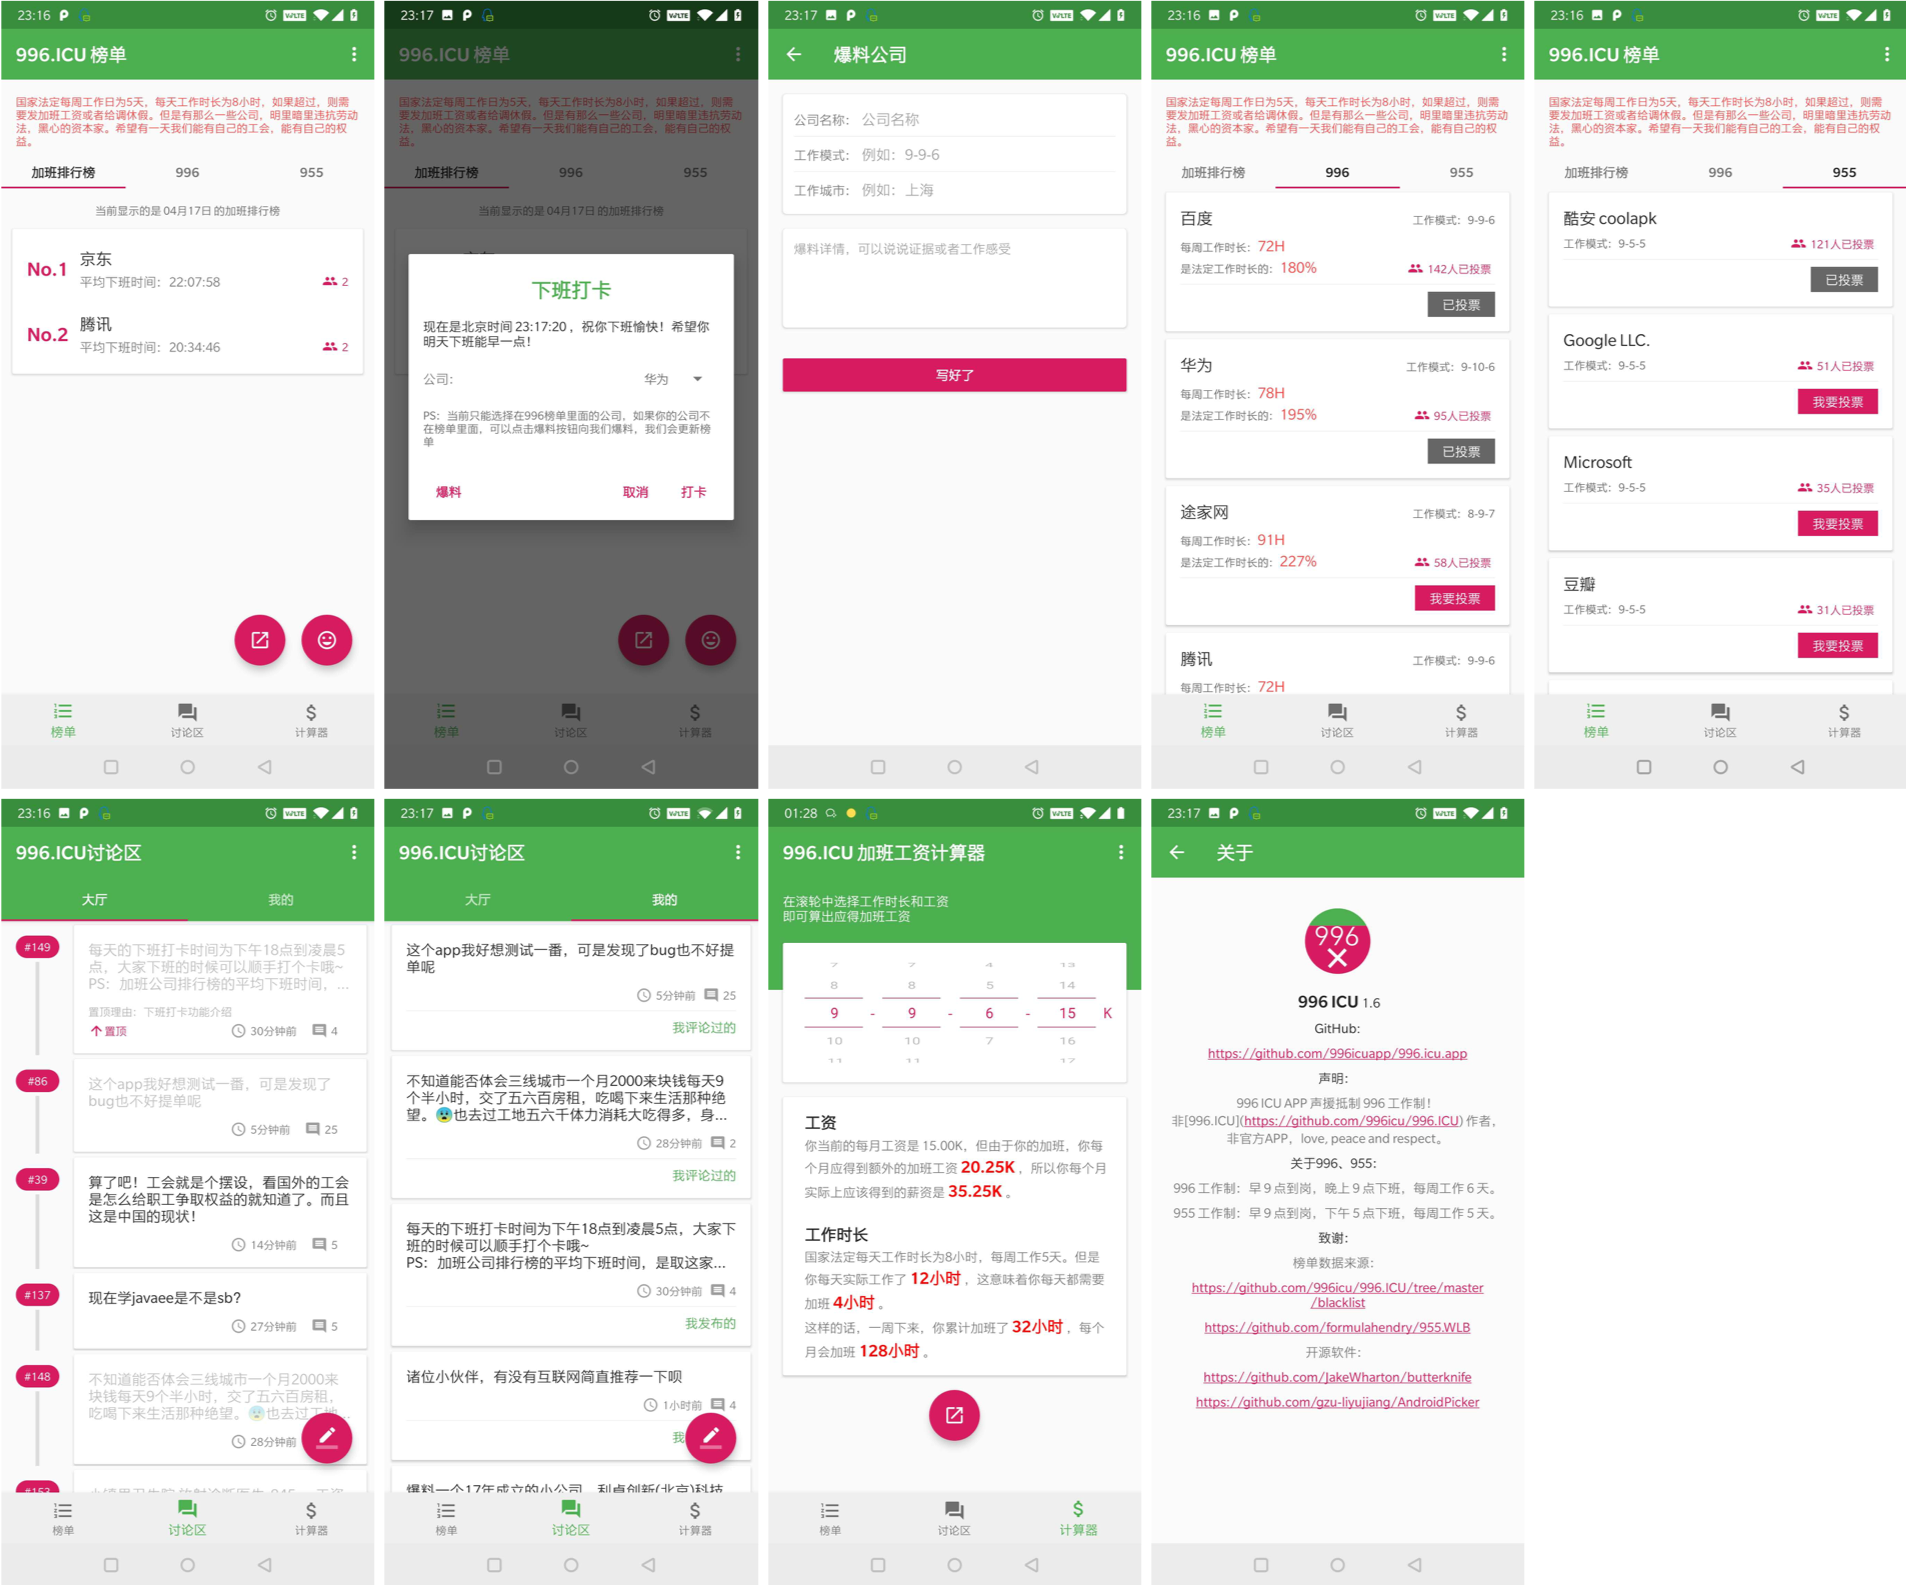 23:16
996.ICU 榜单
国家法定每周工作日为5天，每天工作时长为8小时，如果超过，则需
要发加班工资或者给调休假。但是有那么一些公司，明里暗里违抗劳动
法，黑心的资本家。希望有一天我们能有自己的工会，能有自己的权
益。
加班排行榜 996 955
当前显示的是 04月17日 的加班排行榜
No.1 京东
平均下班时间：22:07:58 2
No.2 腾讯
平均下班时间：20:34:46 2
榜单 讨论区 计算器
23:17
996.ICU 榜单
国家法定每周工作日为5天，每天工作时长为8小时，如果超过，则需
要发加班工资或者给调休假。但是有那么一些公司，明里暗里违抗劳动
法，黑心的资本家。希望有一天我们能有自己的工会，能有自己的权
益。
加班排行榜 996 955
当前显示的是 04月17日 的加班排行榜
下班打卡
现在是北京时间 23:17:20 ，祝你下班愉快！希望你
明天下班能早一点！
公司： 华为
PS：当前只能选择在996榜单里面的公司，如果你的公司不
在榜单里面，可以点击爆料按钮向我们爆料，我们会更新榜
单
爆料 取消 打卡
榜单 讨论区 计算器
23:17
爆料公司
公司名称： 公司名称
工作模式： 例如：9-9-6
工作城市： 例如：上海
爆料详情，可以说说证据或者工作感受
写好了
23:16
996.ICU 榜单
国家法定每周工作日为5天，每天工作时长为8小时，如果超过，则需
要发加班工资或者给调休假。但是有那么一些公司，明里暗里违抗劳动
法，黑心的资本家。希望有一天我们能有自己的工会，能有自己的权
益。
加班排行榜 996 955
百度 工作模式：9-9-6
每周工作时长：72H
是法定工作时长的：180% 142人已投票
已投票
华为 工作模式：9-10-6
每周工作时长：78H
是法定工作时长的：195% 95人已投票
已投票
途家网 工作模式：8-9-7
每周工作时长：91H
是法定工作时长的：227% 58人已投票
我要投票
腾讯 工作模式：9-9-6
每周工作时长：72H
榜单 讨论区 计算器
23:16
996.ICU 榜单
国家法定每周工作日为5天，每天工作时长为8小时，如果超过，则需
要发加班工资或者给调休假。但是有那么一些公司，明里暗里违抗劳动
法，黑心的资本家。希望有一天我们能有自己的工会，能有自己的权
益。
加班排行榜 996 955
酷安 coolapk
工作模式：9-5-5 121人已投票
已投票
Google LLC.
工作模式：9-5-5 51人已投票
我要投票
Microsoft
工作模式：9-5-5 35人已投票
我要投票
豆瓣
工作模式：9-5-5 31人已投票
我要投票
榜单 讨论区 计算器
23:16
996.ICU讨论区
大厅 我的
#149 每天的下班打卡时间为下午18点到凌晨5
点，大家下班的时候可以顺手打个卡哦~
PS：加班公司排行榜的平均下班时间，...
置顶理由：下班打卡功能介绍
置顶 30分钟前 4
#86 这个app我好想测试一番，可是发现了
bug也不好提单呢
5分钟前 25
#39 算了吧！工会就是个摆设，看国外的工会
是怎么给职工争取权益的就知道了。而且
这是中国的现状！
14分钟前 5
#137 现在学javaee是不是sb?
27分钟前 5
#148 不知道能否体会三线城市一个月2000来
块钱每天9个半小时，交了五六百房租，
吃喝下来生活那种绝望。😨也去过工地...
28分钟前
#153
榜单 讨论区 计算器
23:17
996.ICU讨论区
大厅 我的
这个app我好想测试一番，可是发现了bug也不好提
单呢
5分钟前 25
我评论过的
不知道能否体会三线城市一个月2000来块钱每天9
个半小时，交了五六百房租，吃喝下来生活那种绝
望。😨也去过工地五六千体力消耗大吃得多，身...
28分钟前 2
我评论过的
每天的下班打卡时间为下午18点到凌晨5点，大家下
班的时候可以顺手打个卡哦~
PS：加班公司排行榜的平均下班时间，是取这家...
30分钟前 4
我发布的
诸位小伙伴，有没有互联网简直推荐一下呗
1小时前 4
我
爆料一个17年成立的小公司，利卓创新(北京)科技
榜单 讨论区 计算器
01:28
996.ICU 加班工资计算器
在滚轮中选择工作时长和工资
即可算出应得加班工资
7 7 4 13
8 8 5 14
9 - 9 - 6 - 15 K
10 10 7 16
11 11 17
工资
你当前的每月工资是 15.00K，但由于你的加班，你每
个月应得到额外的加班工资 20.25K ，所以你每个月
实际上应该得到的薪资是 35.25K 。
工作时长
国家法定每天工作时长为8小时，每周工作5天。但是
你每天实际工作了 12小时 ，这意味着你每天都需要
加班 4小时 。
这样的话，一周下来，你累计加班了 32小时 ，每个
月会加班 128小时 。
榜单 讨论区 计算器
23:17
关于
996
996 ICU 1.6
GitHub:
https://github.com/996icuapp/996.icu.app
声明：
996 ICU APP 声援抵制 996 工作制！
非[996.ICU](https://github.com/996icu/996.ICU) 作者，
非官方APP，love, peace and respect。
关于996、955：
996 工作制：早 9 点到岗，晚上 9 点下班，每周工作 6 天。
955 工作制：早 9 点到岗，下午 5 点下班，每周工作 5 天。
致谢：
榜单数据来源：
https://github.com/996icu/996.ICU/tree/master
/blacklist
https://github.com/formulahendry/955.WLB
开源软件：
https://github.com/JakeWharton/butterknife
https://github.com/gzu-liyujiang/AndroidPicker